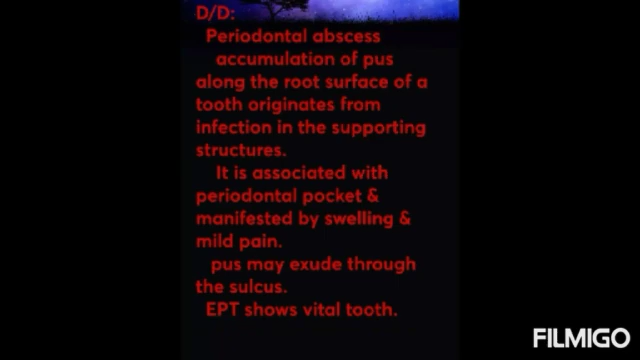 D/D:
Periodontal abscess
accumulation of pus
along the root surface of a
tooth originates from
infection in the supporting
structures.
It is associated with
periodontal pocket &
manifested by swelling &
mild pain.
pus may exude through
the sulcus.
EPT shows vital tooth.
FILMIGO